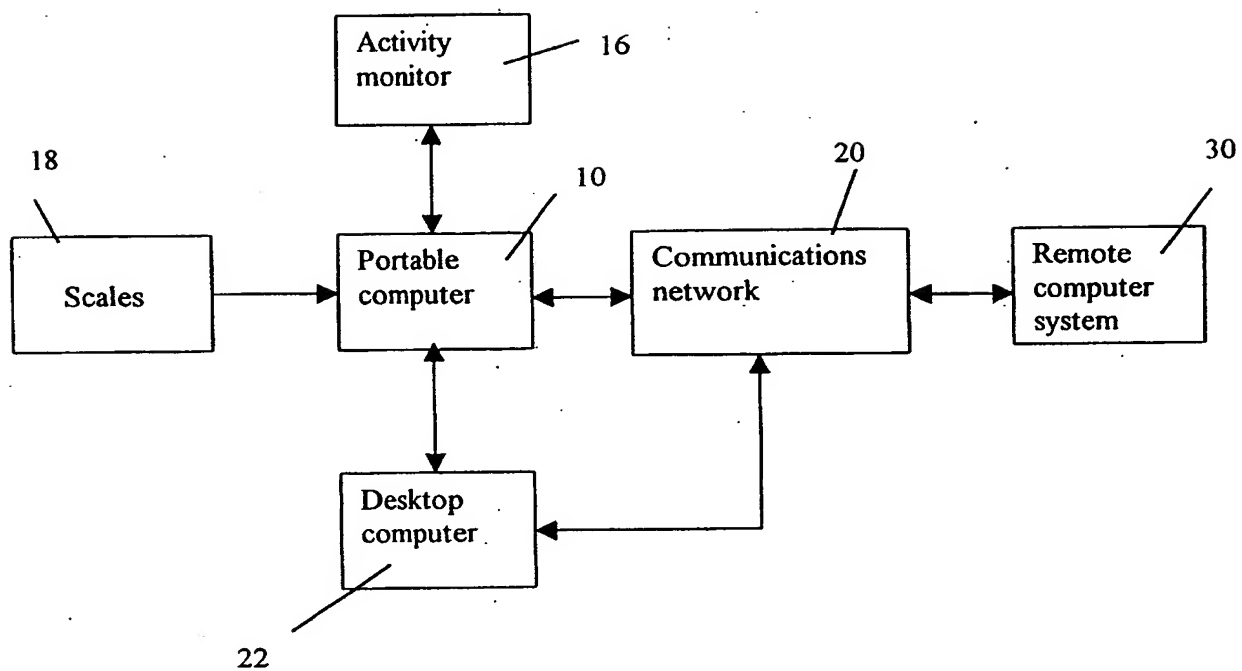 Activity
monitor
16
18
10
20
30
Scales
Portable
computer
Communications
network
Remote
computer
system
Desktop
computer
22